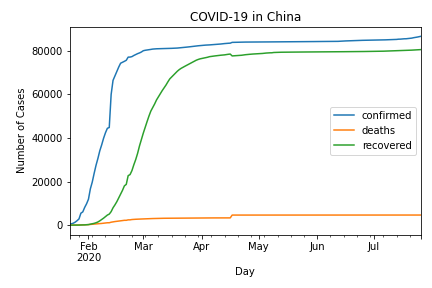 COVID-19 in China
Number of Cases
80000
60000
40000
20000
0
confirmed
deaths
recovered
Feb
2020
Mar
Apr
May
Jun
Jul
Day